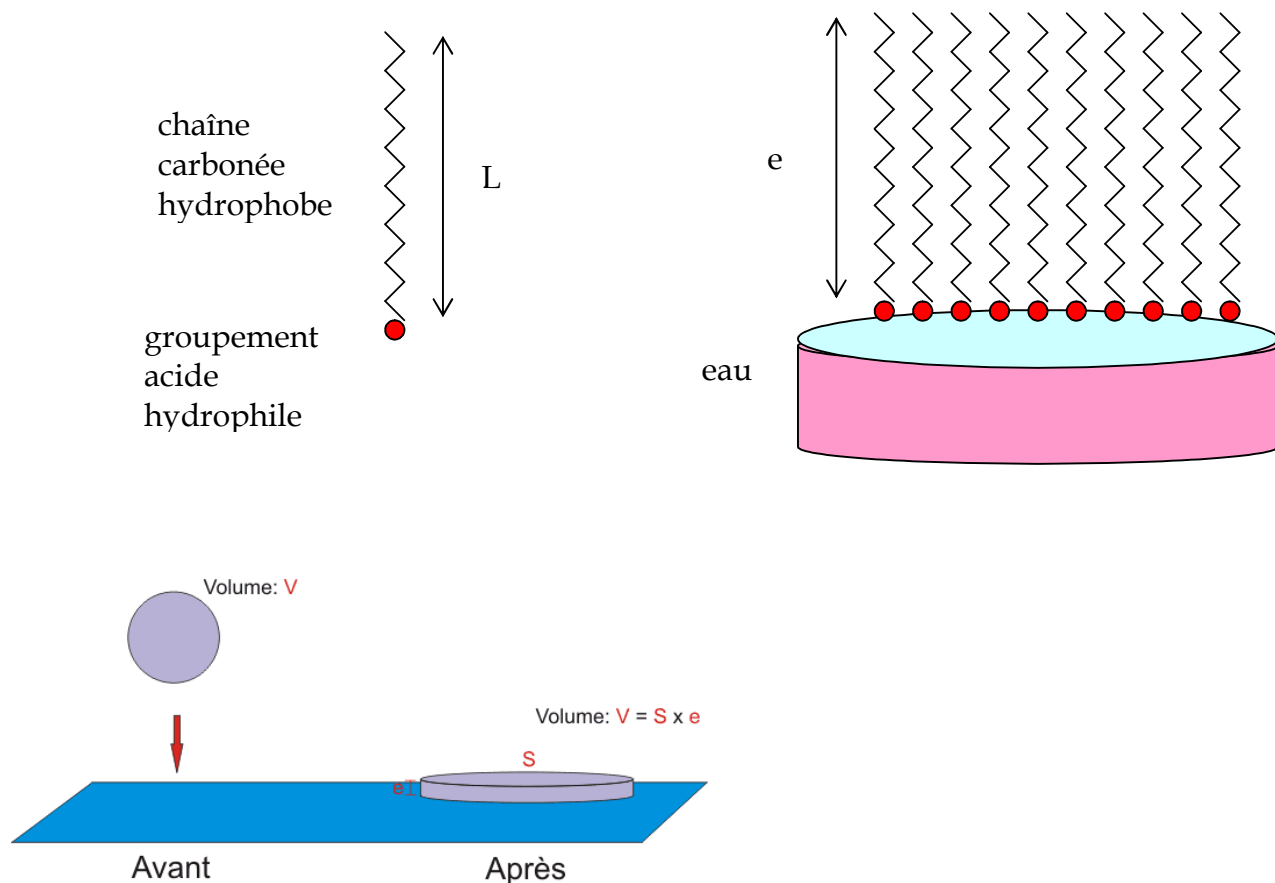 chaîne
carbonée
hydrophobe
L
groupement
acide
hydrophile
e
eau
Volume: V
Volume: V = S x e
S
e
Avant
Après